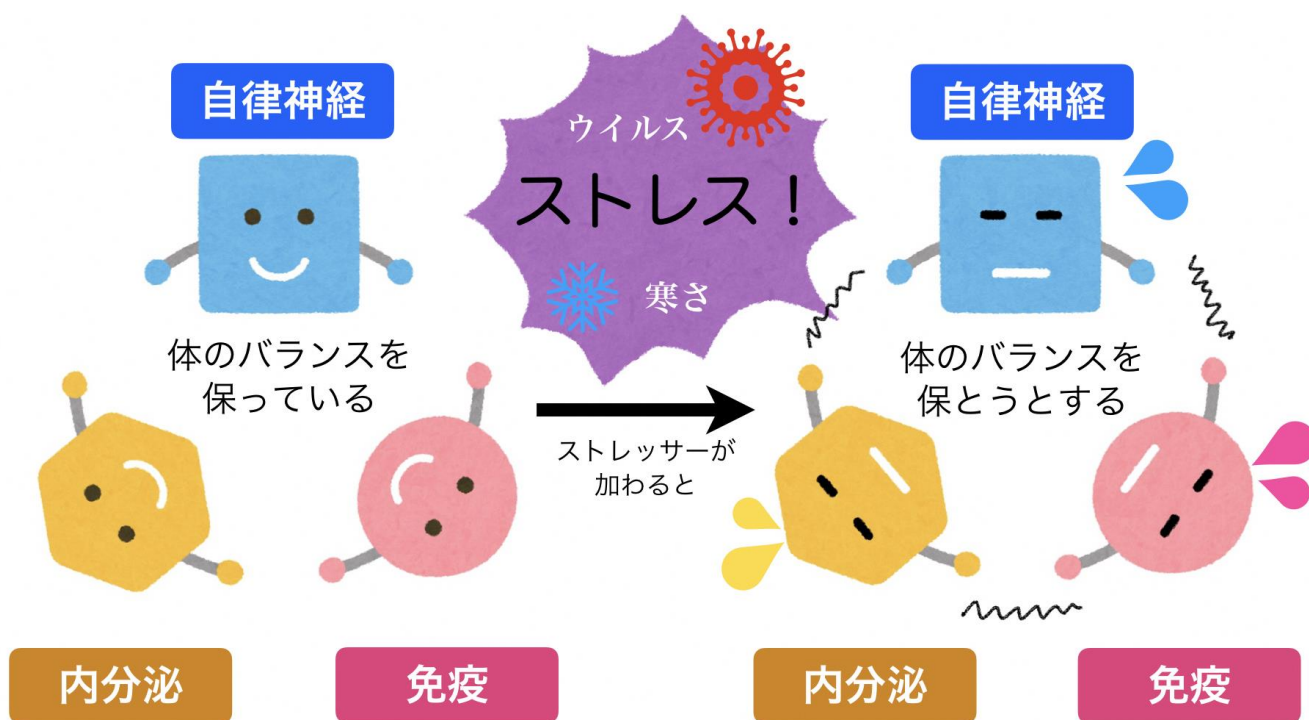 自律神経
体のバランスを
保っている
内分泌
免疫
ウイルス
ストレス！
寒さ
ストレッサーが
加わると
自律神経
体のバランスを
保とうとする
内分泌
免疫